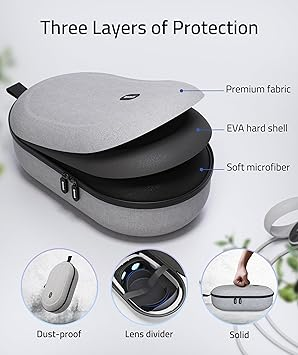 Three Layers of Protection
Premium fabric
EVA hard shell
Soft microfiber
Dust-proof
Lens divider
Solid